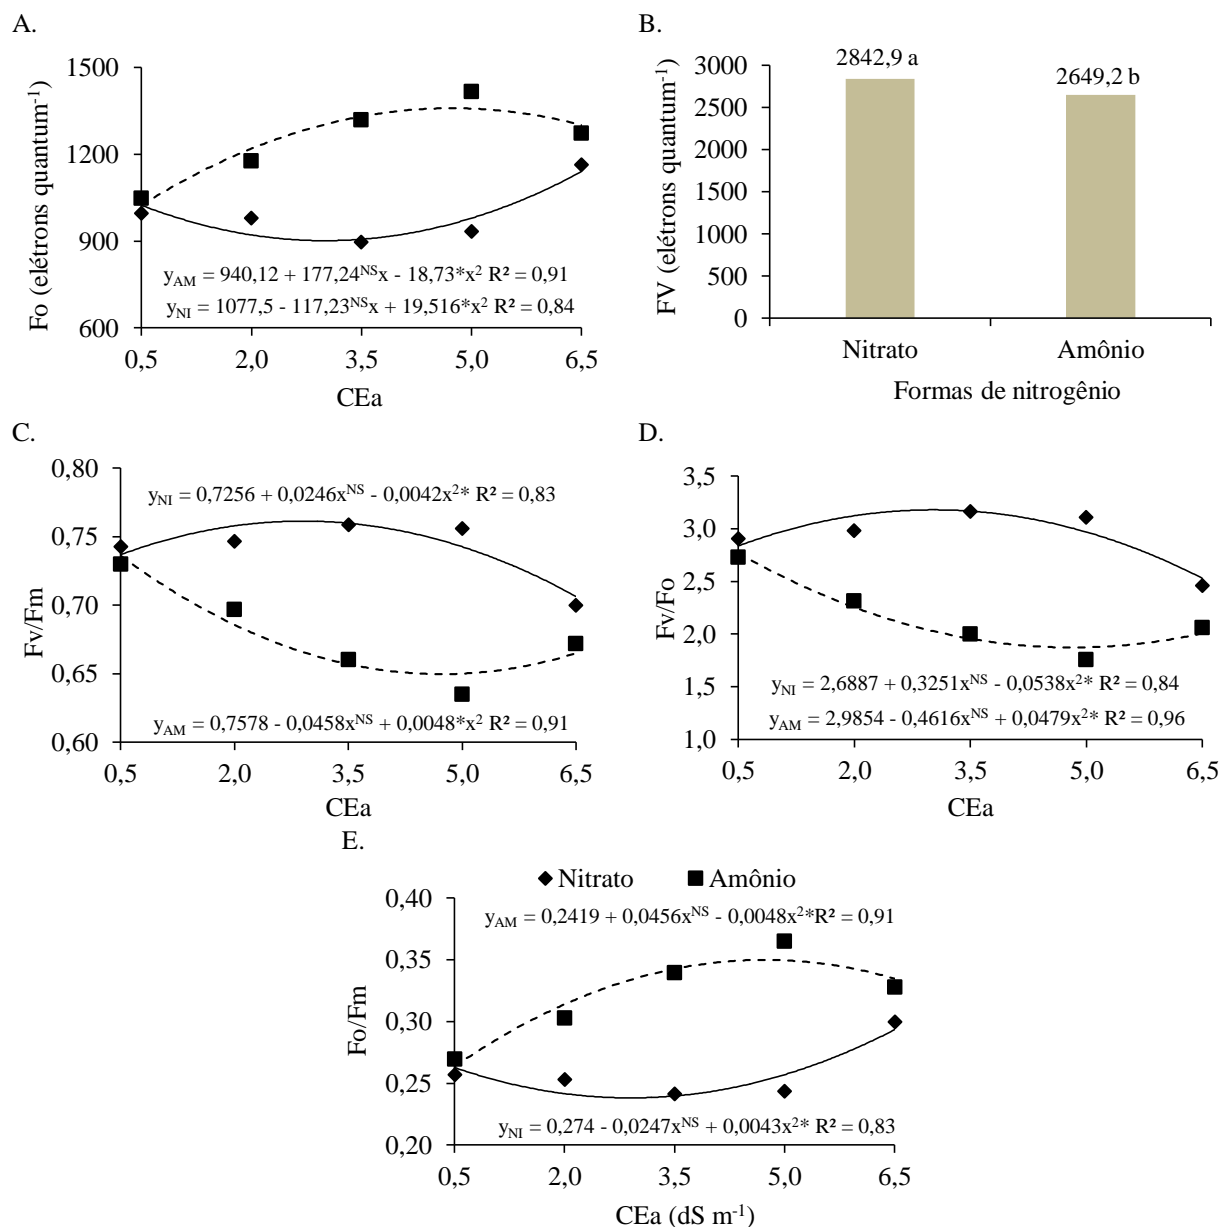 A.
Fo (elétrons quantum⁻¹)
1500
1200
900
600
y_AM = 940,12 + 177,24ᴺˢx - 18,73*x² R² = 0,91
y_NI = 1077,5 - 117,23ᴺˢx + 19,516*x² R² = 0,84
0,5 2,0 3,5 5,0 6,5
CEa
B.
FV (elétrons quantum⁻¹)
3000
2500
2000
1500
1000
500
0
2842,9 a
2649,2 b
Nitrato Amônio
Formas de nitrogênio
C.
Fv/Fm
0,80
0,75
0,70
0,65
0,60
y_NI = 0,7256 + 0,0246xᴺˢ - 0,0042x²* R² = 0,83
y_AM = 0,7578 - 0,0458xᴺˢ + 0,0048*x² R² = 0,91
0,5 2,0 3,5 5,0 6,5
CEa
D.
Fv/Fo
3,5
3,0
2,5
2,0
1,5
1,0
y_NI = 2,6887 + 0,3251xᴺˢ - 0,0538x²* R² = 0,84
y_AM = 2,9854 - 0,4616xᴺˢ + 0,0479x²* R² = 0,96
0,5 2,0 3,5 5,0 6,5
CEa
E.
Nitrato Amônio
Fo/Fm
0,40
0,35
0,30
0,25
0,20
y_AM = 0,2419 + 0,0456xᴺˢ - 0,0048x²*R² = 0,91
y_NI = 0,274 - 0,0247xᴺˢ + 0,0043x²* R² = 0,83
0,5 2,0 3,5 5,0 6,5
CEa (dS m⁻¹)